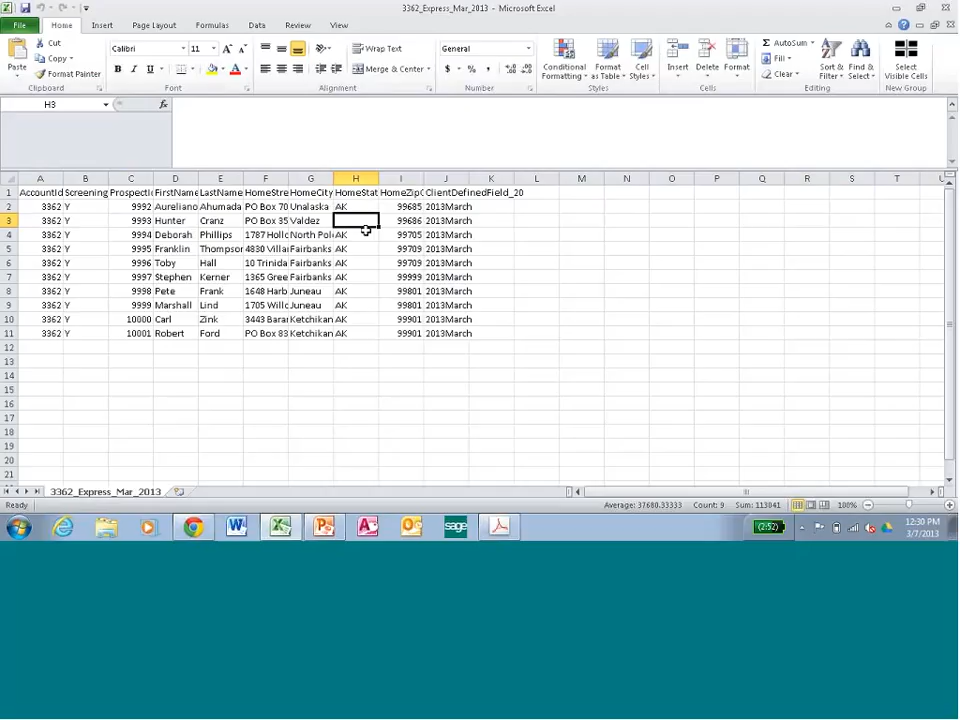 3362_Express_Mar_2013 - Microsoft Excel
File Home Insert Page Layout Formulas Data Review View
Cut
Copy
Format Painter
Paste
Calibri 11
B I U
A A
Wrap Text
Merge & Center
General
$ % ,
Conditional Formatting
Format as Table
Cell Styles
Insert Delete Format
Σ AutoSum
Fill
Clear
Sort & Filter
Find & Select
Select Visible Cells
Clipboard Font Alignment Number Styles Cells Editing New Group
H3 fx
A B C D E F G H I J K L M N O P Q R S T U
1 AccountId Screening ProspectId FirstName LastName HomeStre HomeCity HomeStat HomeZipC ClientDefinedField_20
2 3362 Y 9992 Aureliano Ahumada PO Box 70 Unalaska AK 99685 2013March
3 3362 Y 9993 Hunter Cranz PO Box 35 Valdez 99686 2013March
4 3362 Y 9994 Deborah Phillips 1787 Hollo North Pol AK 99705 2013March
5 3362 Y 9995 Franklin Thompso 4830 Villa Fairbanks AK 99709 2013March
6 3362 Y 9996 Toby Hall 10 Trinida Fairbanks AK 99709 2013March
7 3362 Y 9997 Stephen Kerner 1365 Gree Fairbanks AK 99999 2013March
8 3362 Y 9998 Pete Frank 1648 Harb Juneau AK 99801 2013March
9 3362 Y 9999 Marshall Lind 1705 Willo Juneau AK 99801 2013March
10 3362 Y 10000 Carl Zink 3443 Bara Ketchikan AK 99901 2013March
11 3362 Y 10001 Robert Ford PO Box 83 Ketchikan AK 99901 2013March
12
13
14
15
16
17
18
19
20
21
3362_Express_Mar_2013
Ready Average: 37680.33333 Count: 9 Sum: 113041 100%
sage
(2:52)
12:30 PM
3/7/2013